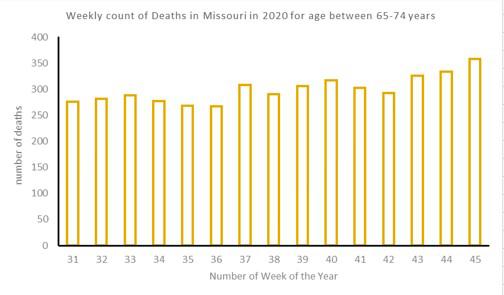 Weekly count of Deaths in Missouri in 2020 for age between 65-74 years
number of deaths
400
350
300
250
200
150
100
50
0
31 32 33 34 35 36 37 38 39 40 41 42 43 44 45
Number of Week of the Year